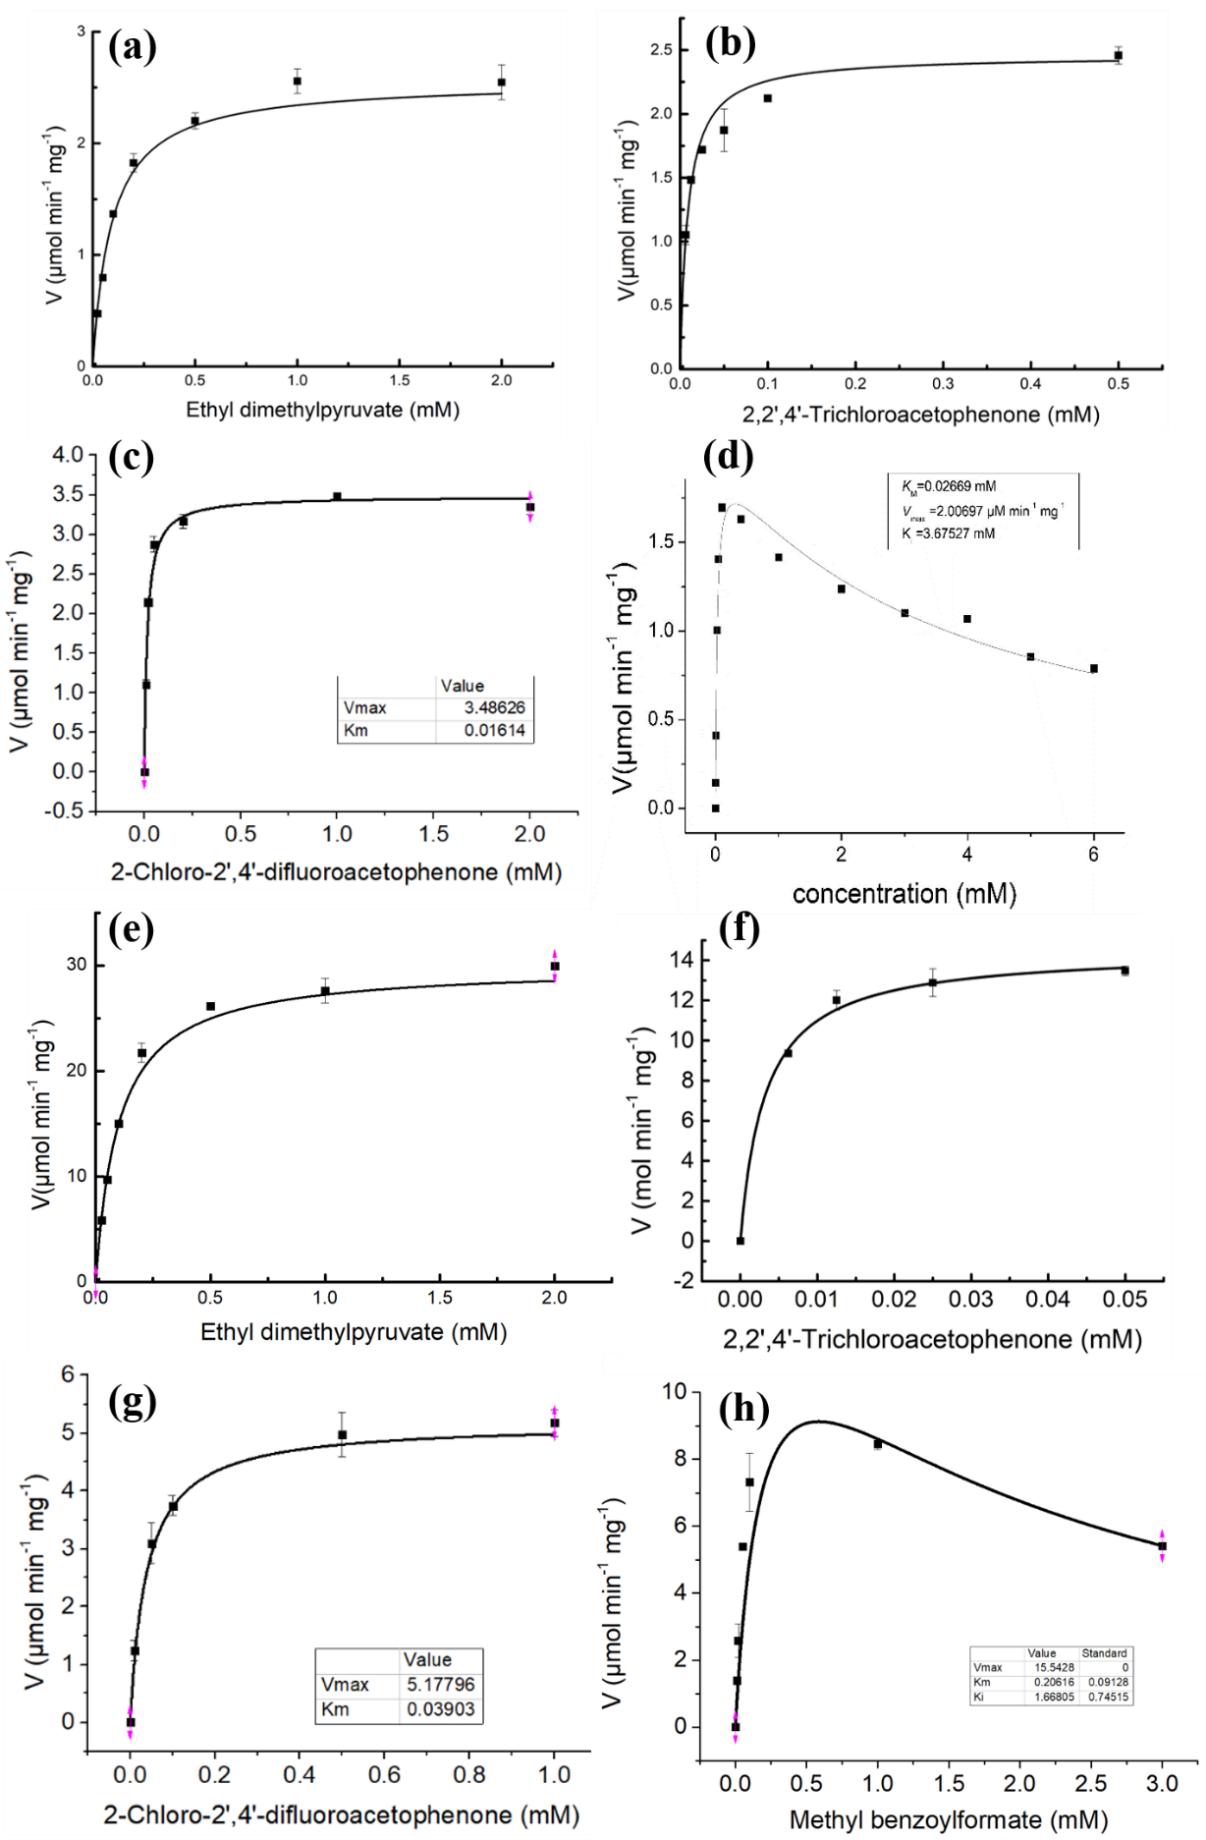 (a)
3
2
1
0
0.0 0.5 1.0 1.5 2.0
V (µmol min⁻¹ mg⁻¹)
Ethyl dimethylpyruvate (mM)
(b)
2.5
2.0
1.5
1.0
0.5
0.0
0.0 0.1 0.2 0.3 0.4 0.5
V(µmol min⁻¹ mg⁻¹)
2,2',4'-Trichloroacetophenone (mM)
(c)
4.0
3.5
3.0
2.5
2.0
1.5
1.0
0.5
0.0
-0.5
0.0 0.5 1.0 1.5 2.0
V (µmol min⁻¹ mg⁻¹)
Value
Vmax 3.48626
Km 0.01614
2-Chloro-2',4'-difluoroacetophenone (mM)
(d)
K_M=0.02669 mM
V_max =2.00697 µM min⁻¹ mg⁻¹
K =3.67527 mM
1.5
1.0
0.5
0.0
0 2 4 6
V(µmol min⁻¹ mg⁻¹)
concentration (mM)
(e)
30
20
10
0
0.0 0.5 1.0 1.5 2.0
V(µmol min⁻¹ mg⁻¹)
Ethyl dimethylpyruvate (mM)
(f)
14
12
10
8
6
4
2
0
-2
0.00 0.01 0.02 0.03 0.04 0.05
V (mol min⁻¹ mg⁻¹)
2,2',4'-Trichloroacetophenone (mM)
(g)
6
5
4
3
2
1
0
0.0 0.2 0.4 0.6 0.8 1.0
V (µmol min⁻¹ mg⁻¹)
Value
Vmax 5.17796
Km 0.03903
2-Chloro-2',4'-difluoroacetophenone (mM)
(h)
10
8
6
4
2
0
0.0 0.5 1.0 1.5 2.0 2.5 3.0
V (µmol min⁻¹ mg⁻¹)
Value Standard
Vmax 15.5428 0
Km 0.20616 0.09128
Ki 1.66805 0.74515
Methyl benzoylformate (mM)